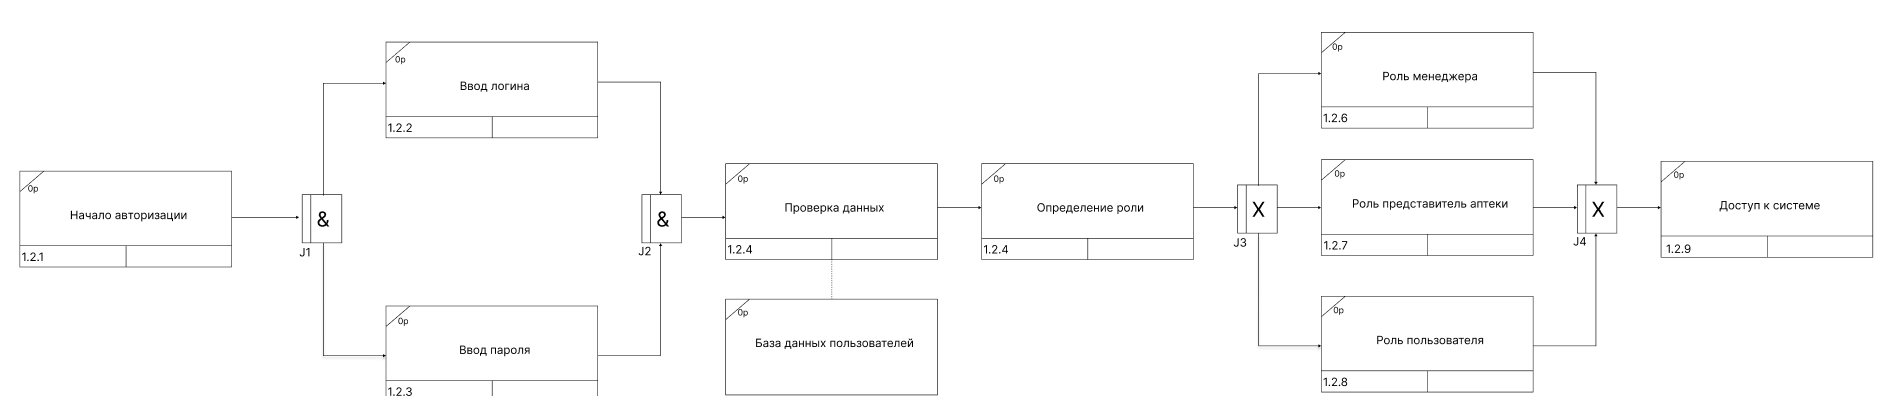 0р
Начало авторизации
1.2.1
&
J1
0р
Ввод логина
1.2.2
0р
Ввод пароля
1.2.3
&
J2
0р
Проверка данных
1.2.4
0р
База данных пользователей
0р
Определение роли
1.2.4
X
J3
0р
Роль менеджера
1.2.6
0р
Роль представитель аптеки
1.2.7
0р
Роль пользователя
1.2.8
X
J4
0р
Доступ к системе
1.2.9